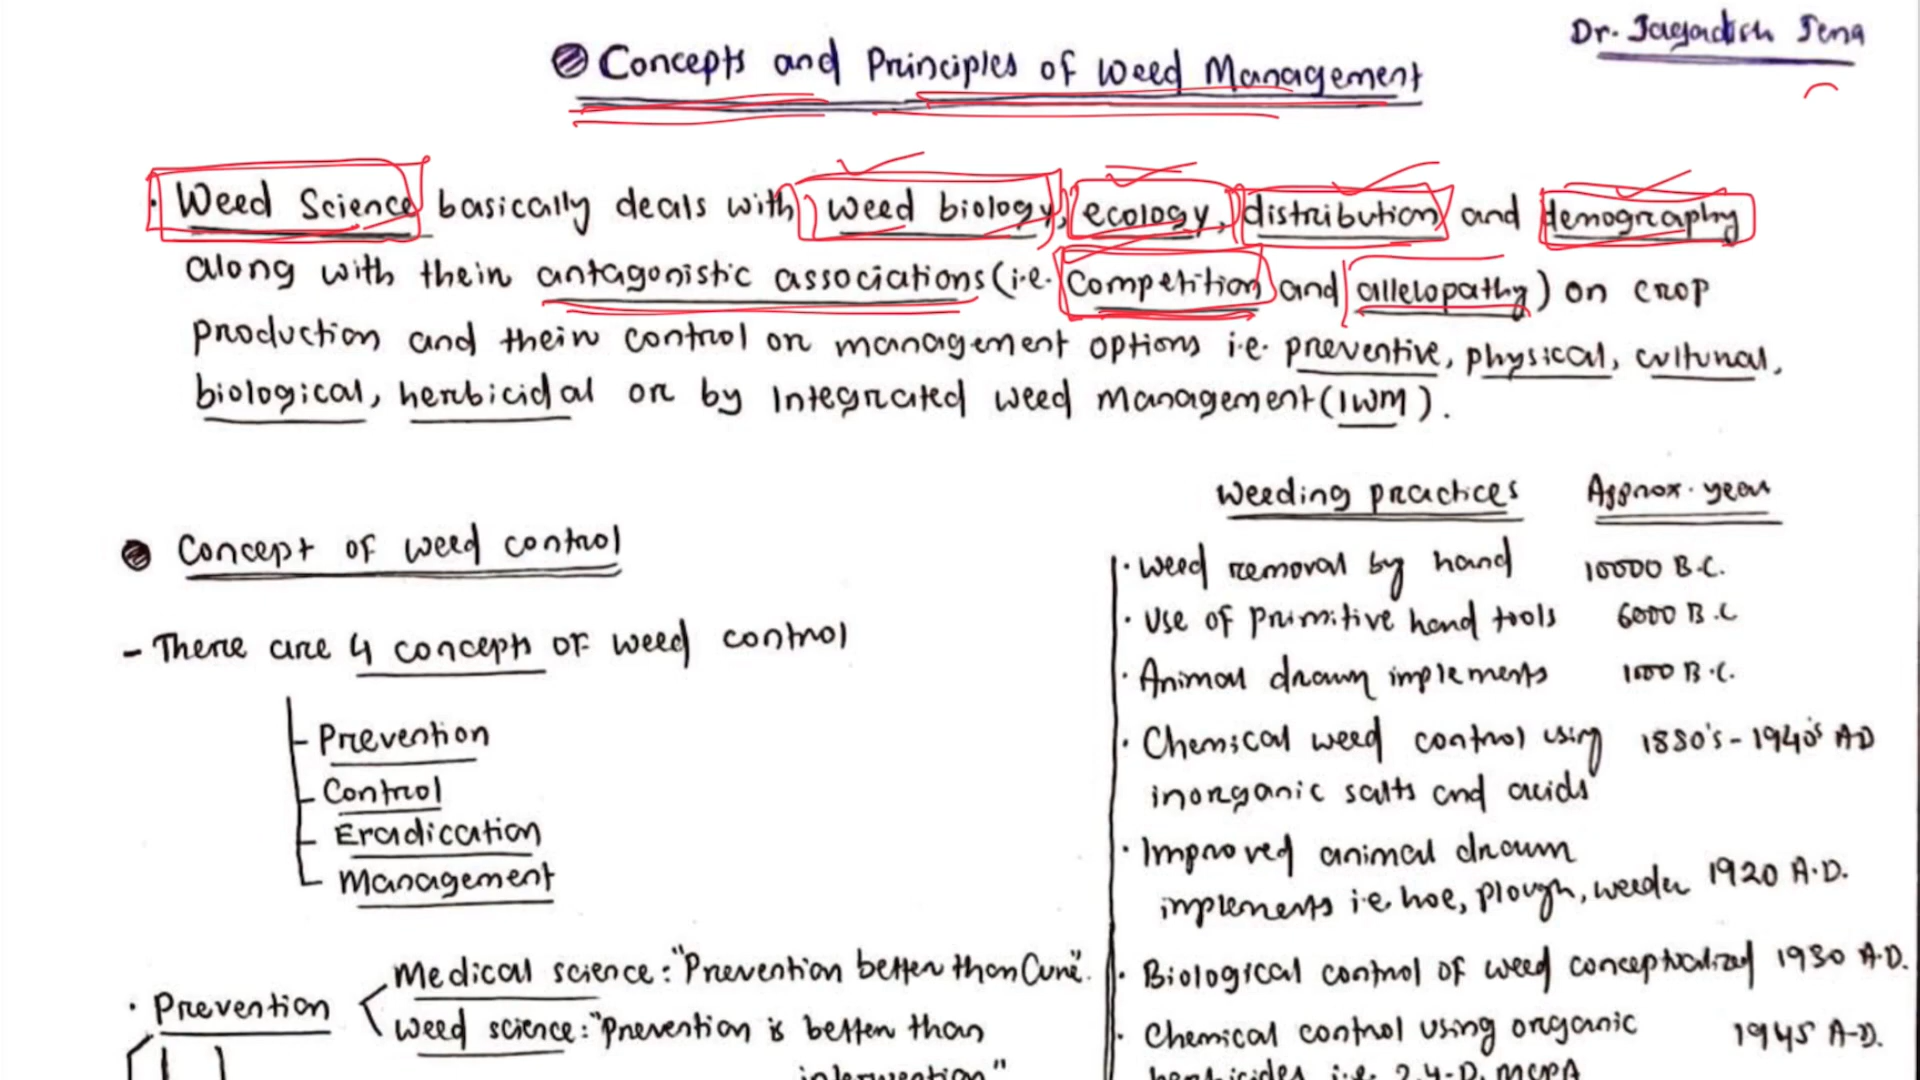 Dr. Jagadish Jena
Concepts and Principles of Weed Management
· Weed Science basically deals with weed biology, ecology, distribution and demography
along with their antagonistic associations (i.e. Competition and allelopathy) on crop
production and their control or management options i.e. preventive, physical, cultural,
biological, herbicidal or by Integrated weed Management (IWM).
Concept of weed control
- There are 4 concepts of weed control
Prevention
Control
Eradication
Management
· Prevention
Medical science: "Prevention better than Cure".
Weed science: "Prevention is better than
intervention"
Weeding practices Approx. year
· Weed removal by hand 10000 B.C.
· Use of primitive hand tools 6000 B.C
· Animal drawn implements 1000 B.C.
· Chemical weed control using 1880's - 1940's AD
inorganic salts and acids
· Improved animal drawn
implements i.e hoe, plough, weeder 1920 A.D.
· Biological control of weed conceptualized 1930 A.D.
· Chemical control using organic 1945 A.D.
herbicides i.e. 2,4-D, MCPA